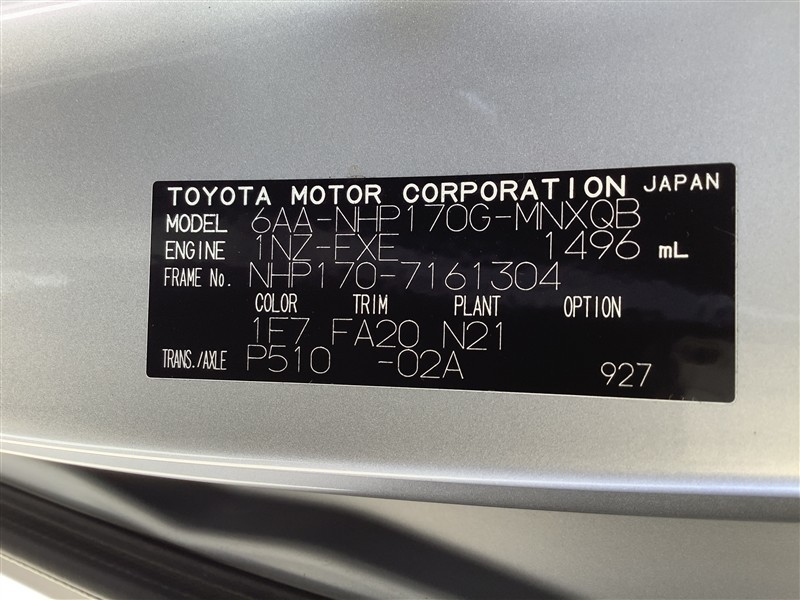 TOYOTA MOTOR CORPORATION JAPAN
MODEL 6AA-NHP170G-MNXQB
ENGINE 1NZ-FXE 1496 mL
FRAME No. NHP170-7161304
COLOR TRIM PLANT OPTION
1F7 FA20 N21
TRANS./AXLE P510 -02A 927